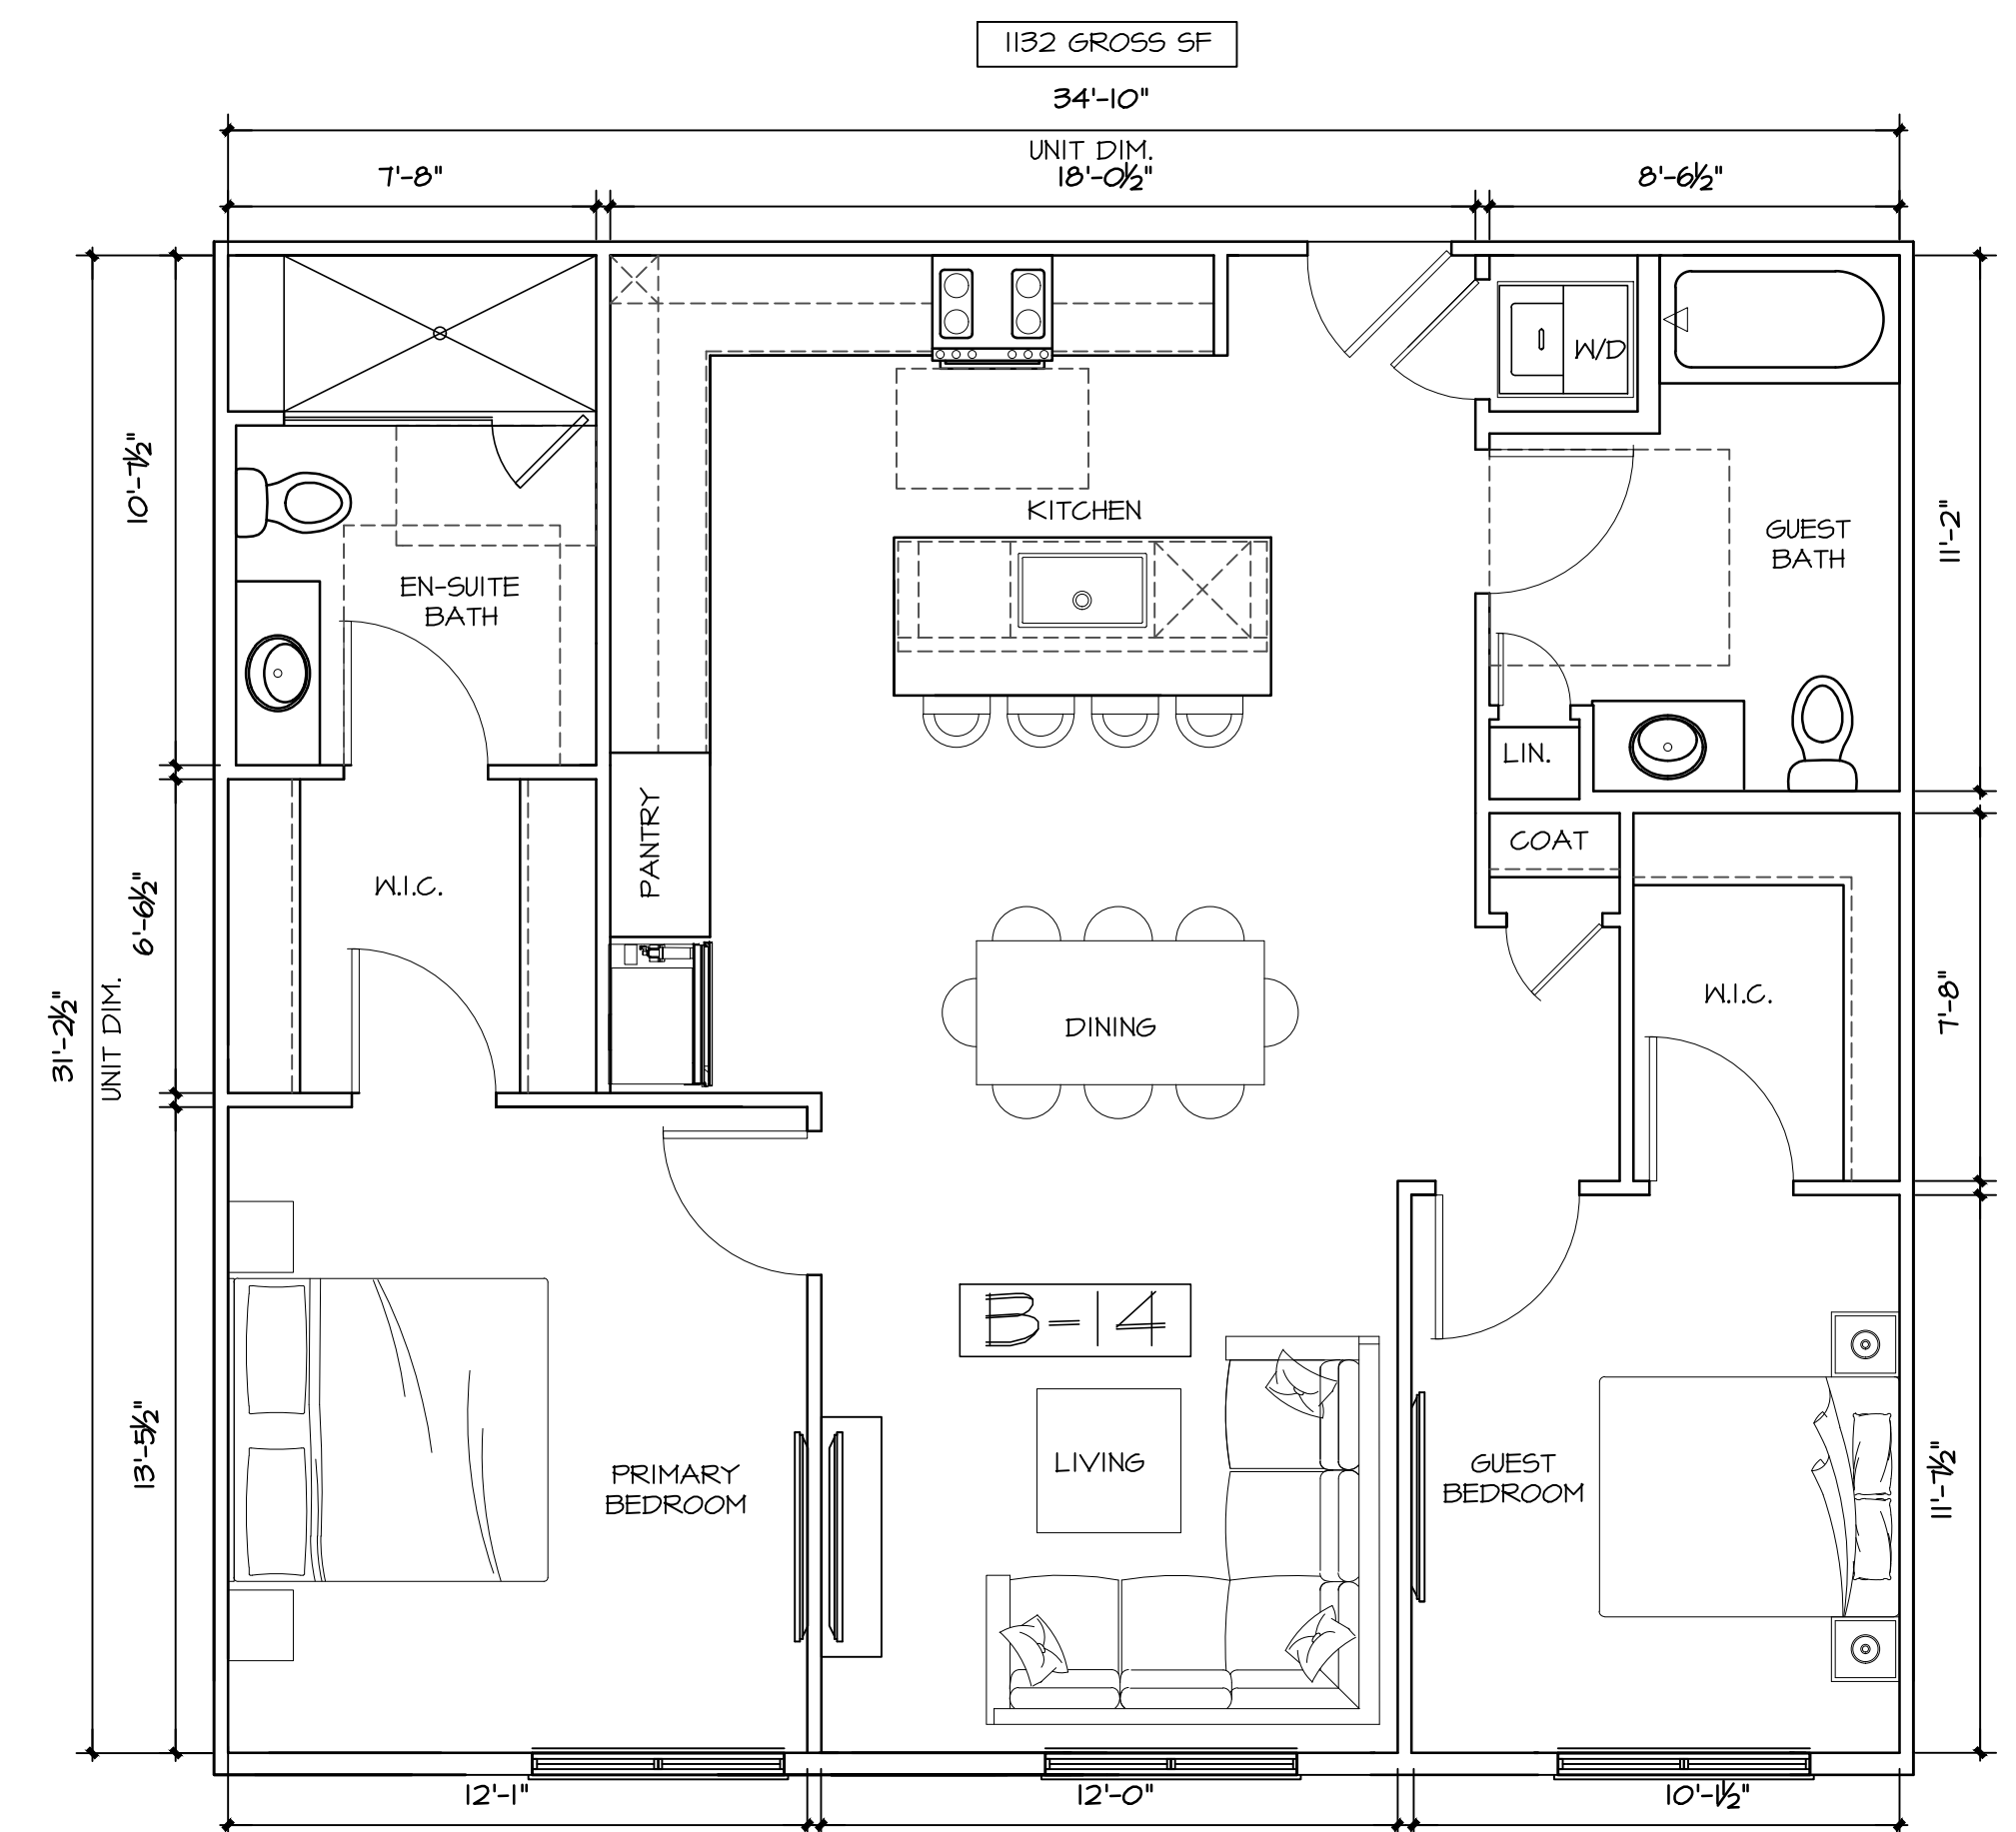 1132 GROSS SF
34'-10"
UNIT DIM.
7'-8"
18'-0½"
8'-6½"
W/D
10'-7½"
KITCHEN
GUEST
BATH
11'-2"
EN-SUITE
BATH
LIN.
PANTRY
COAT
W.I.C.
6'-6½"
W.I.C.
7'-8"
DINING
31'-2½"
UNIT DIM.
B-14
13'-5½"
LIVING
PRIMARY
BEDROOM
GUEST
BEDROOM
11'-7½"
12'-1"
12'-0"
10'-½"